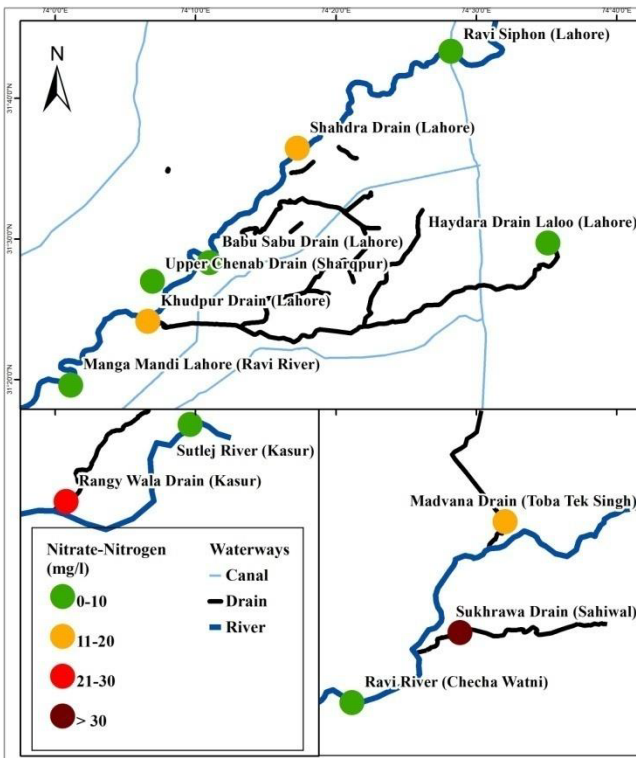 74°0'0"E 74°10'0"E 74°20'0"E 74°30'0"E 74°40'0"E
N
Ravi Siphon (Lahore)
31°40'0"N
Shahdra Drain (Lahore)
Haydara Drain Laloo (Lahore)
31°30'0"N
Babu Sabu Drain (Lahore)
Upper Chenab Drain (Sharqpur)
Khudpur Drain (Lahore)
Manga Mandi Lahore (Ravi River)
31°20'0"N
Sutlej River (Kasur)
Rangy Wala Drain (Kasur)
Nitrate-Nitrogen
(mg/l)
0-10
11-20
21-30
> 30
Waterways
Canal
Drain
River
Madvana Drain (Toba Tek Singh)
Sukhrawa Drain (Sahiwal)
Ravi River (Checha Watni)